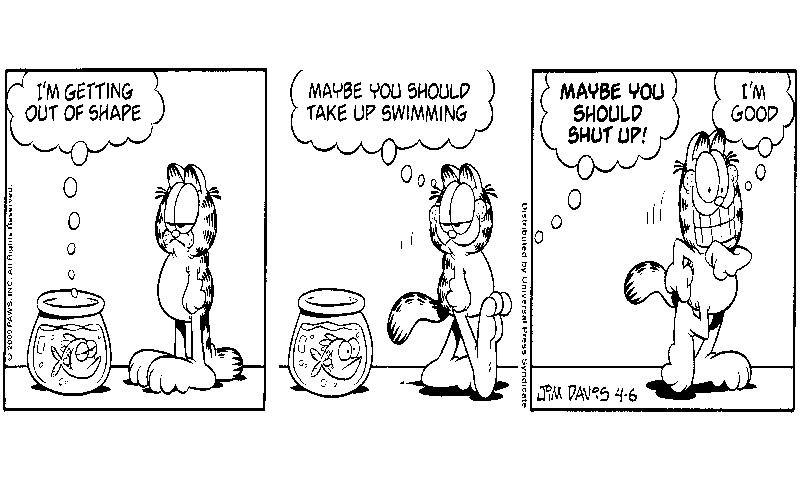 I'M GETTING
OUT OF SHAPE
© 2000 PAWS, INC. All Rights Reserved.
MAYBE YOU SHOULD
TAKE UP SWIMMING
Distributed by Universal Press Syndicate
MAYBE YOU
SHOULD
SHUT UP!
I'M
GOOD
JIM DAVIS 4-6